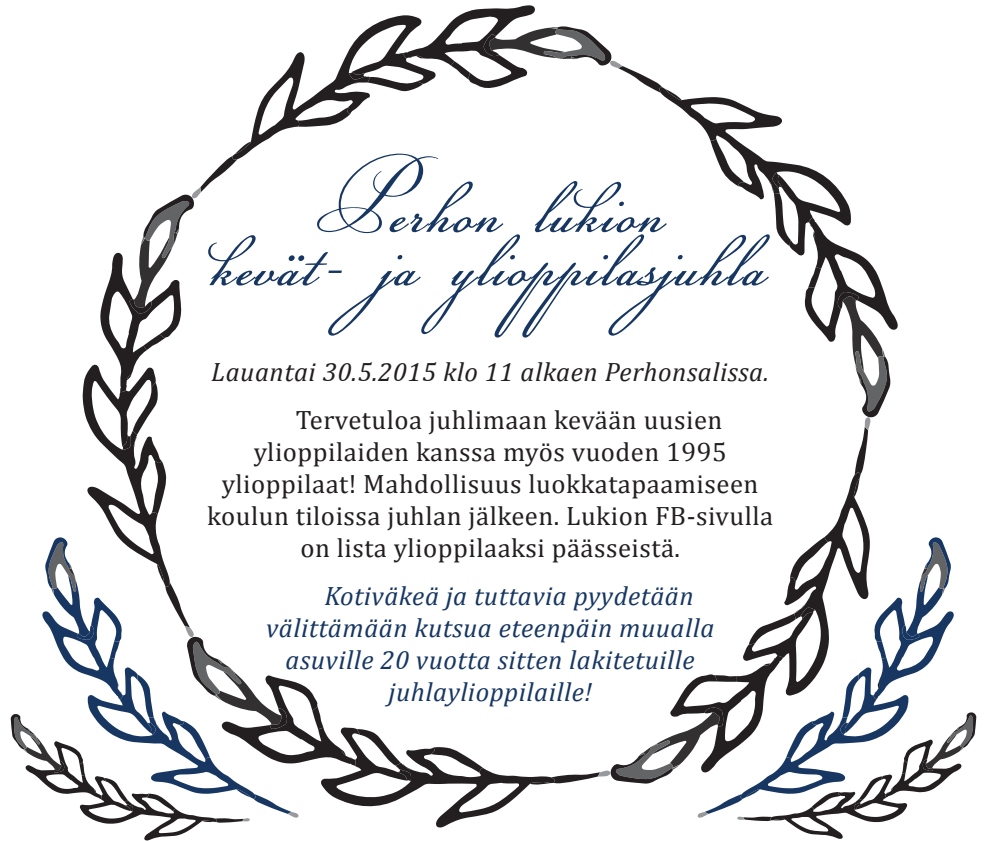 Perhon lukion
kevät- ja ylioppilasjuhla
Lauantai 30.5.2015 klo 11 alkaen Perhonsalissa.
Tervetuloa juhlimaan kevään uusien
ylioppilaiden kanssa myös vuoden 1995
ylioppilaat! Mahdollisuus luokkatapaamiseen
koulun tiloissa juhlan jälkeen. Lukion FB-sivulla
on lista ylioppilaaksi päässeistä.
Kotiväkeä ja tuttavia pyydetään
välittämään kutsua eteenpäin muualla
asuville 20 vuotta sitten lakitetuille
juhlaylioppilaille!